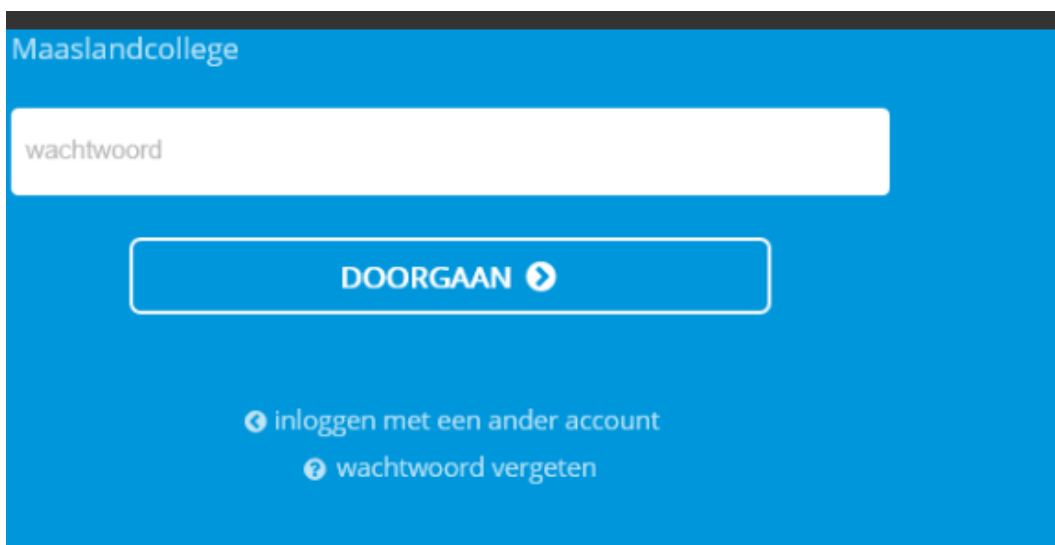 Maaslandcollege
wachtwoord
DOORGAAN
inloggen met een ander account
wachtwoord vergeten